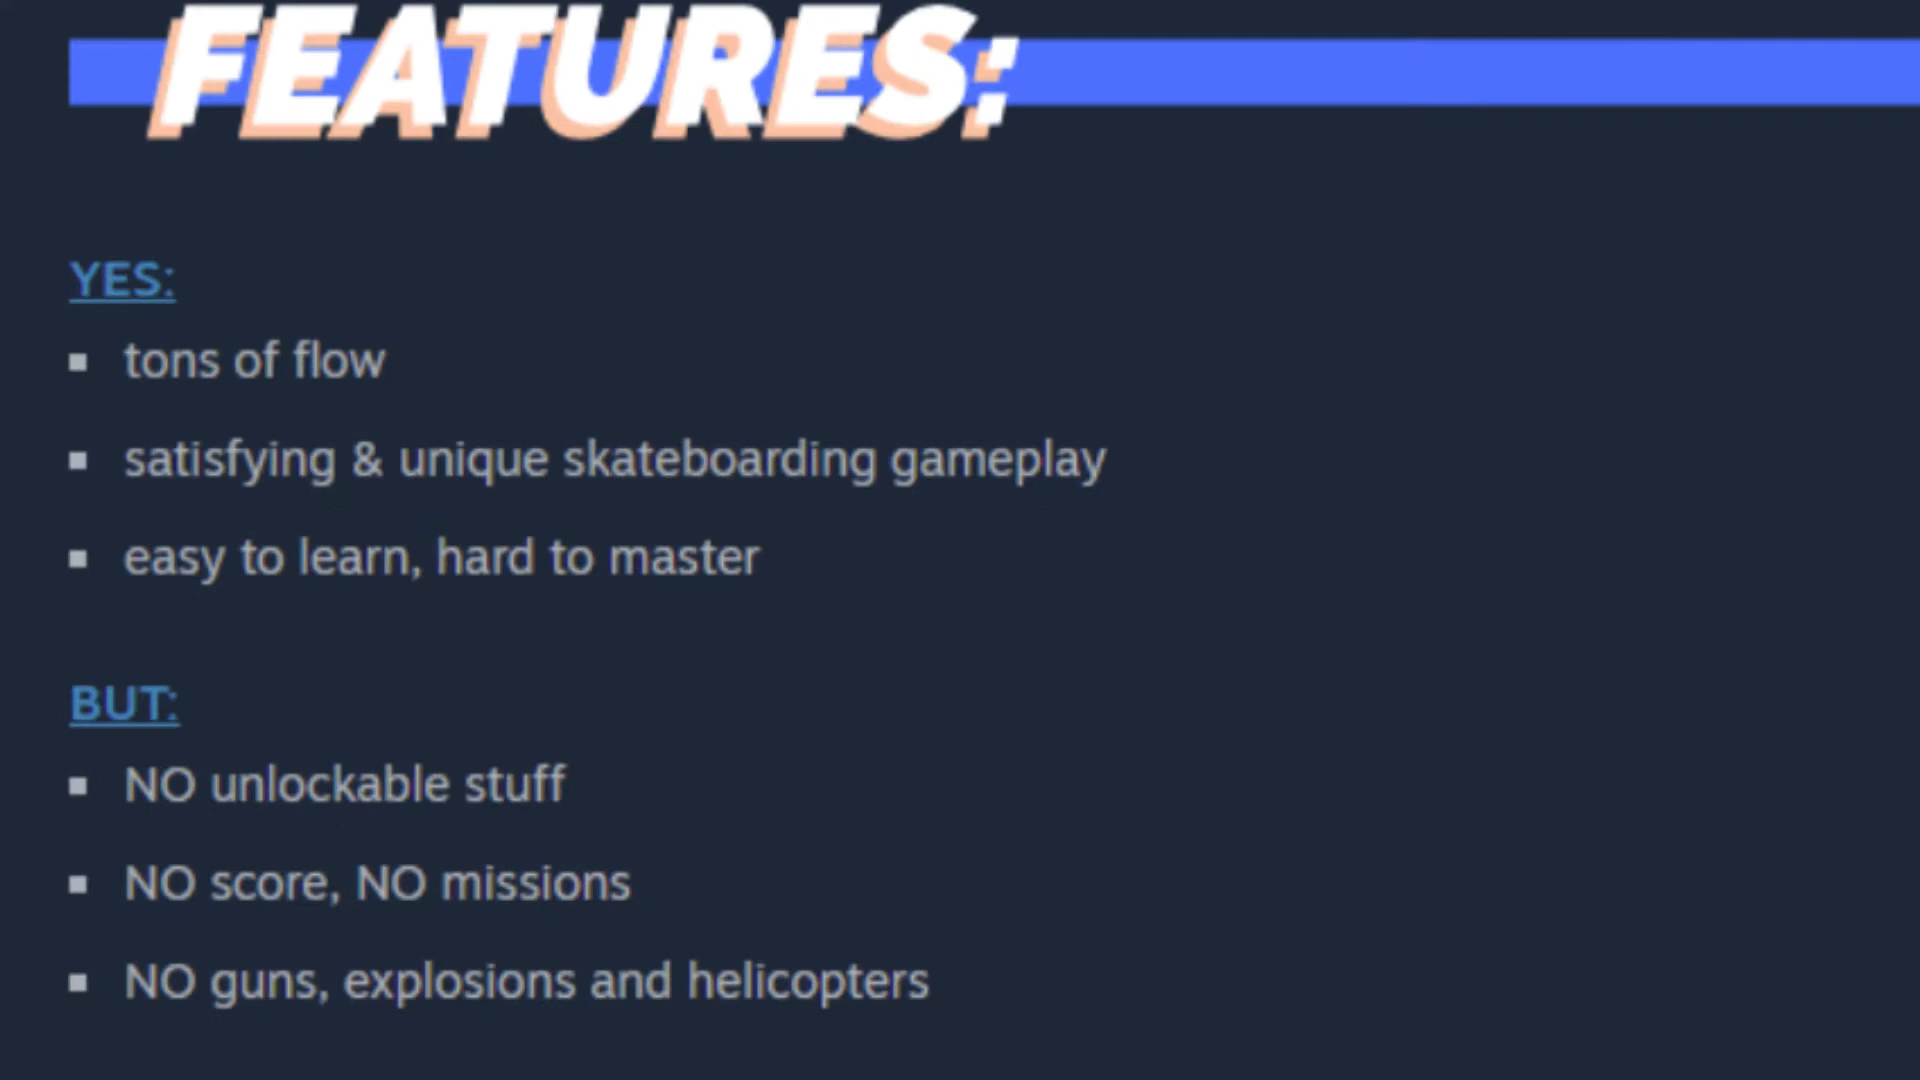 FEATURES:
YES:
tons of flow
satisfying & unique skateboarding gameplay
easy to learn, hard to master
BUT:
NO unlockable stuff
NO score, NO missions
NO guns, explosions and helicopters